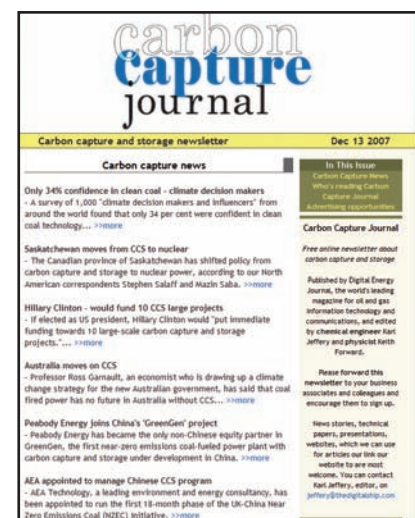 carbon
capture
journal
Carbon capture and storage newsletter Dec 13 2007
Carbon capture news
Only 34% confidence in clean coal - climate decision makers
- A survey of 1,000 "climate decision makers and influencers" from
around the world found that only 34 per cent were confident in clean
coal technology... >>more
Saskatchewan moves from CCS to nuclear
- The Canadian province of Saskatchewan has shifted policy from
carbon capture and storage to nuclear power, according to our North
American correspondents Stephen Salaff and Mazin Saba. >>more
Hillary Clinton - would fund 10 CCS large projects
- If elected as US president, Hillary Clinton would "put immediate
funding towards 10 large-scale carbon capture and storage
projects."... >>more
Australia moves on CCS
- Professor Ross Garnault, an economist who is drawing up a climate
change strategy for the new Australian government, has said that coal
fired power has no future in Australia without CCS... >>more
Peabody Energy joins China's 'GreenGen' project
- Peabody Energy has became the only non-Chinese equity partner in
GreenGen, the first near-zero emissions coal-fueled power plant with
carbon capture and storage under development in China. >>more
AEA appointed to manage Chinese CCS program
- AEA Technology, a leading environment and energy consultancy, has
been appointed to run the first 18-month phase of the UK-China Near
Zero Emissions Coal (NZEC) Initiative. >>more
In This Issue
Carbon Capture News
Who's reading Carbon
Capture Journal
Advertising opportunities
Carbon Capture Journal
Free online newsletter about
carbon capture and storage
Published by Digital Energy
Journal, the world's leading
magazine for oil and gas
information technology and
communications, and edited
by chemical engineer Karl
Jeffery and physicist Keith
Forward.
Please forward this
newsletter to your business
associates and colleagues and
encourage them to sign up.
News stories, technical
papers, presentations,
websites, which we can use
for articles our link our
website to are most
welcome. You can contact
Karl Jeffery, editor, on
jeffery@thedigitalship.com